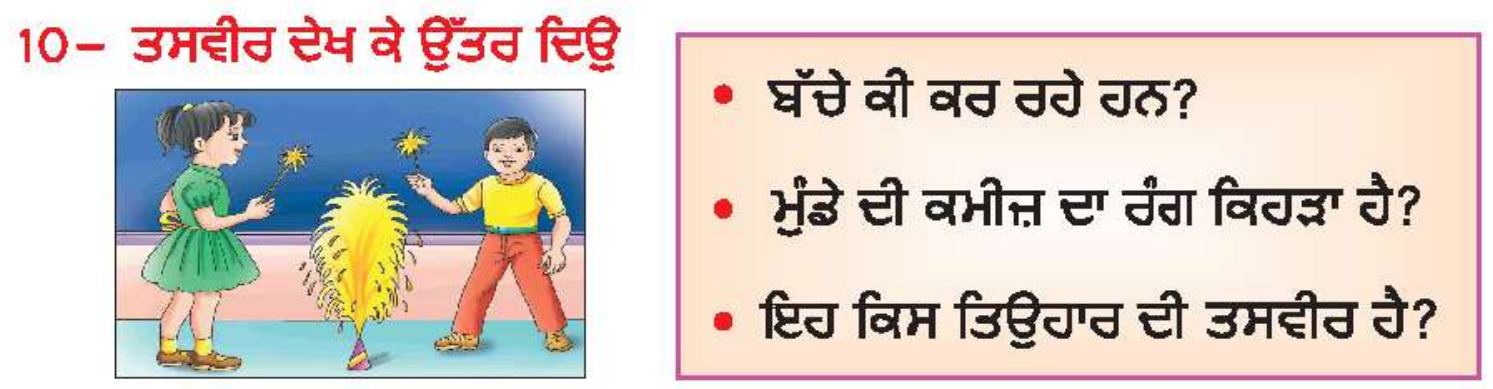 10– ਤਸਵੀਰ ਦੇਖ ਕੇ ਉੱਤਰ ਦਿਉ
• ਬੱਚੇ ਕੀ ਕਰ ਰਹੇ ਹਨ?
• ਮੁੰਡੇ ਦੀ ਕਮੀਜ਼ ਦਾ ਰੰਗ ਕਿਹੜਾ ਹੈ?
• ਇਹ ਕਿਸ ਤਿਉਹਾਰ ਦੀ ਤਸਵੀਰ ਹੈ?